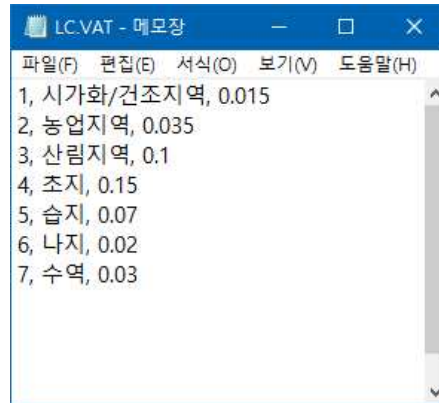 LC.VAT - 메모장
파일(F) 편집(E) 서식(O) 보기(V) 도움말(H)
1, 시가화/건조지역, 0.015
2, 농업지역, 0.035
3, 산림지역, 0.1
4, 초지, 0.15
5, 습지, 0.07
6, 나지, 0.02
7, 수역, 0.03